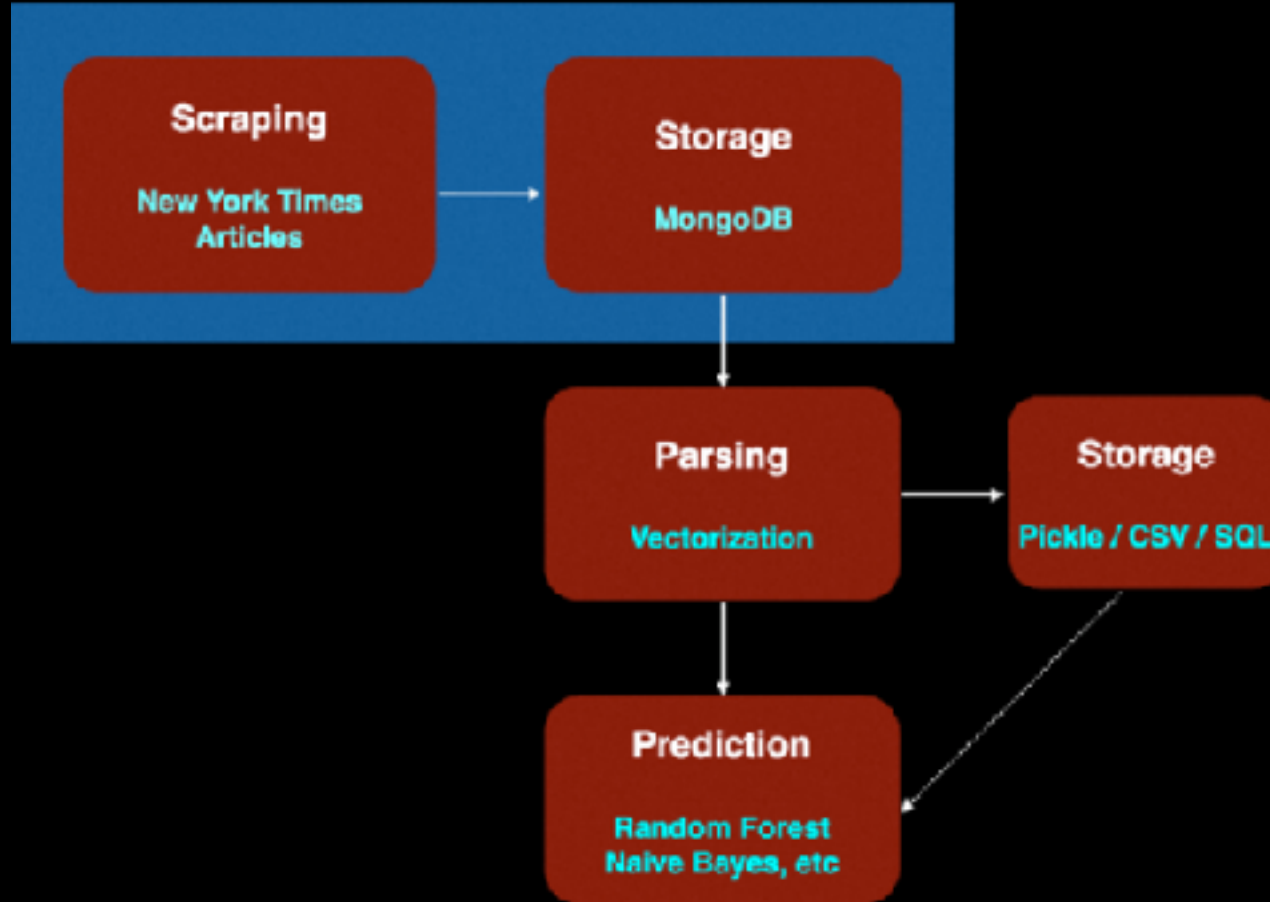 Scraping
New York Times
Articles
Storage
MongoDB
Parsing
Vectorization
Storage
Pickle / CSV / SQL
Prediction
Random Forest
Naive Bayes, etc